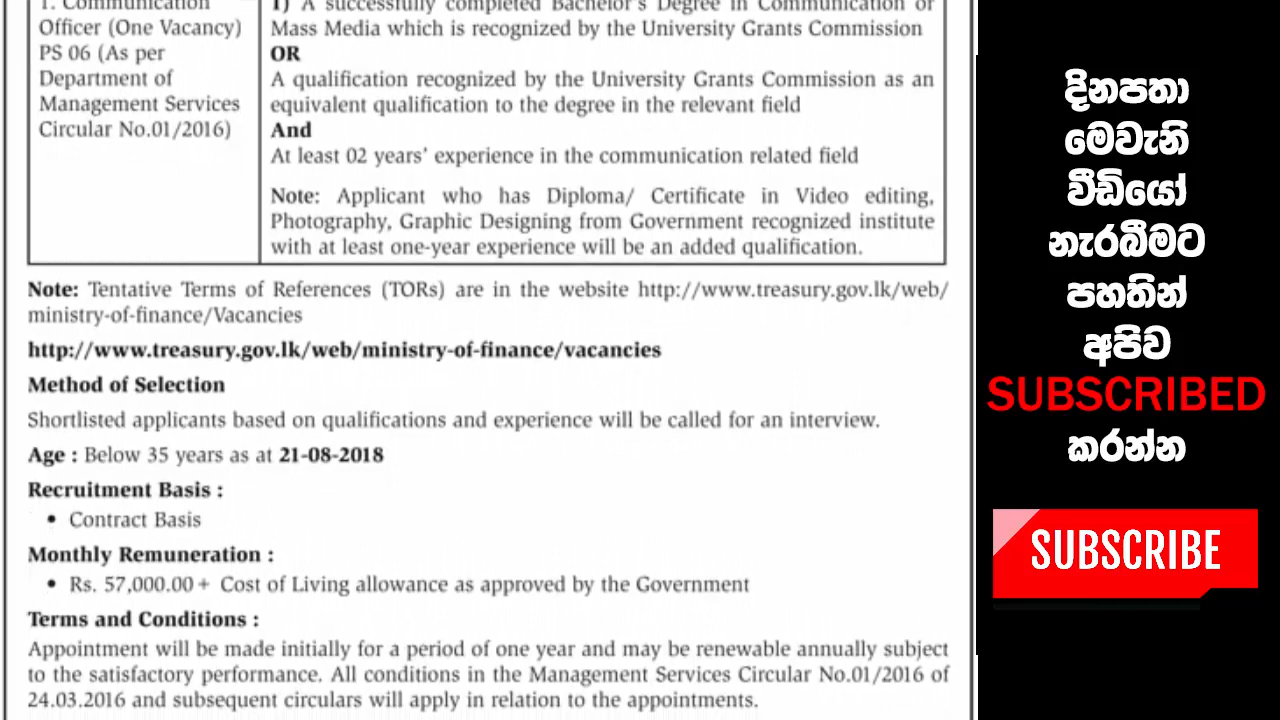 1. Communication
Officer (One Vacancy)
PS 06 (As per
Department of
Management Services
Circular No.01/2016)
1) A successfully completed Bachelor's Degree in Communication or
Mass Media which is recognized by the University Grants Commission
OR
A qualification recognized by the University Grants Commission as an
equivalent qualification to the degree in the relevant field
And
At least 02 years' experience in the communication related field
Note: Applicant who has Diploma/ Certificate in Video editing,
Photography, Graphic Designing from Government recognized institute
with at least one-year experience will be an added qualification.
Note: Tentative Terms of References (TORs) are in the website http://www.treasury.gov.lk/web/
ministry-of-finance/Vacancies
http://www.treasury.gov.lk/web/ministry-of-finance/vacancies
Method of Selection
Shortlisted applicants based on qualifications and experience will be called for an interview.
Age : Below 35 years as at 21-08-2018
Recruitment Basis :
• Contract Basis
Monthly Remuneration :
• Rs. 57,000.00 + Cost of Living allowance as approved by the Government
Terms and Conditions :
Appointment will be made initially for a period of one year and may be renewable annually subject
to the satisfactory performance. All conditions in the Management Services Circular No.01/2016 of
24.03.2016 and subsequent circulars will apply in relation to the appointments.
දිනපතා
මෙවැනි
වීඩියෝ
නැරඹීමට
පහතින්
අපිව
SUBSCRIBED
කරන්න
SUBSCRIBE